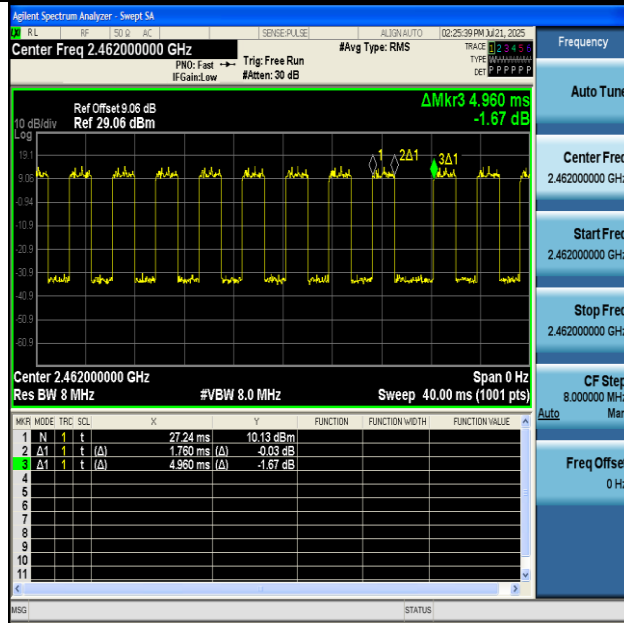 Agilent Spectrum Analyzer - Swept SA
RL RF 50 Ω AC SENSE:PULSE ALIGN AUTO 02:25:39 PM Jul 21, 2025
Center Freq 2.462000000 GHz
PNO: Fast
IFGain:Low
Trig: Free Run
#Atten: 30 dB
#Avg Type: RMS
TRACE 1 2 3 4 5 6
TYPE
DET P P P P P P
Ref Offset 9.06 dB
10 dB/div Ref 29.06 dBm
ΔMkr3 4.960 ms
-1.67 dB
Log
19.1
9.06
-0.94
-10.9
-20.9
-30.9
-40.9
-50.9
-60.9
1
2Δ1
3Δ1
Center 2.462000000 GHz Span 0 Hz
Res BW 8 MHz #VBW 8.0 MHz Sweep 40.00 ms (1001 pts)
MKR MODE TRC SCL X Y FUNCTION FUNCTION WIDTH FUNCTION VALUE
1 N 1 t 27.24 ms 10.13 dBm
2 Δ1 1 t (Δ) 1.760 ms (Δ) -0.03 dB
3 Δ1 1 t (Δ) 4.960 ms (Δ) -1.67 dB
4
5
6
7
8
9
10
11
MSG STATUS
Frequency
Auto Tune
Center Freq
2.462000000 GHz
Start Freq
2.462000000 GHz
Stop Freq
2.462000000 GHz
CF Step
8.000000 MHz
Auto Man
Freq Offset
0 Hz